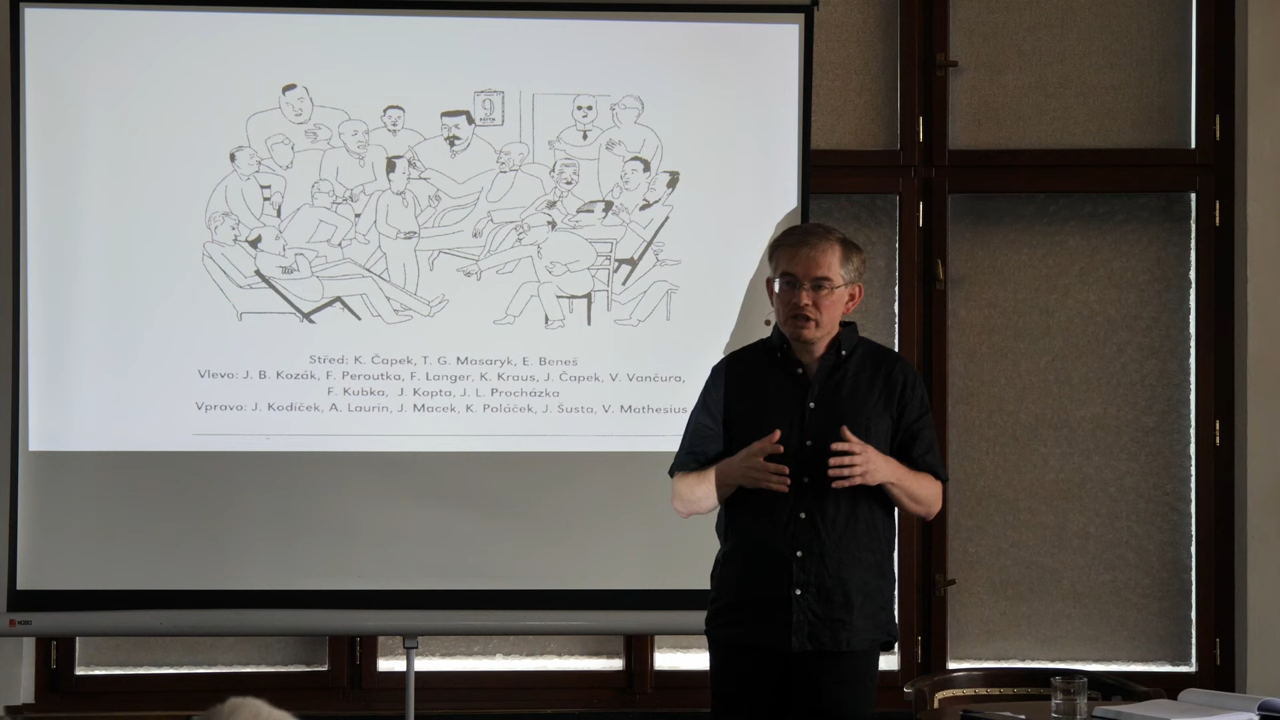 9
Střed: K. Čapek, T. G. Masaryk, E. Beneš
Vlevo: J. B. Kozák, F. Peroutka, F. Langer, K. Kraus, J. Čapek, V. Vančura,
F. Kubka, J. Kopta, J. L. Procházka
Vpravo: J. Kodíček, A. Laurin, J. Macek, K. Poláček, J. Šusta, V. Mathesius